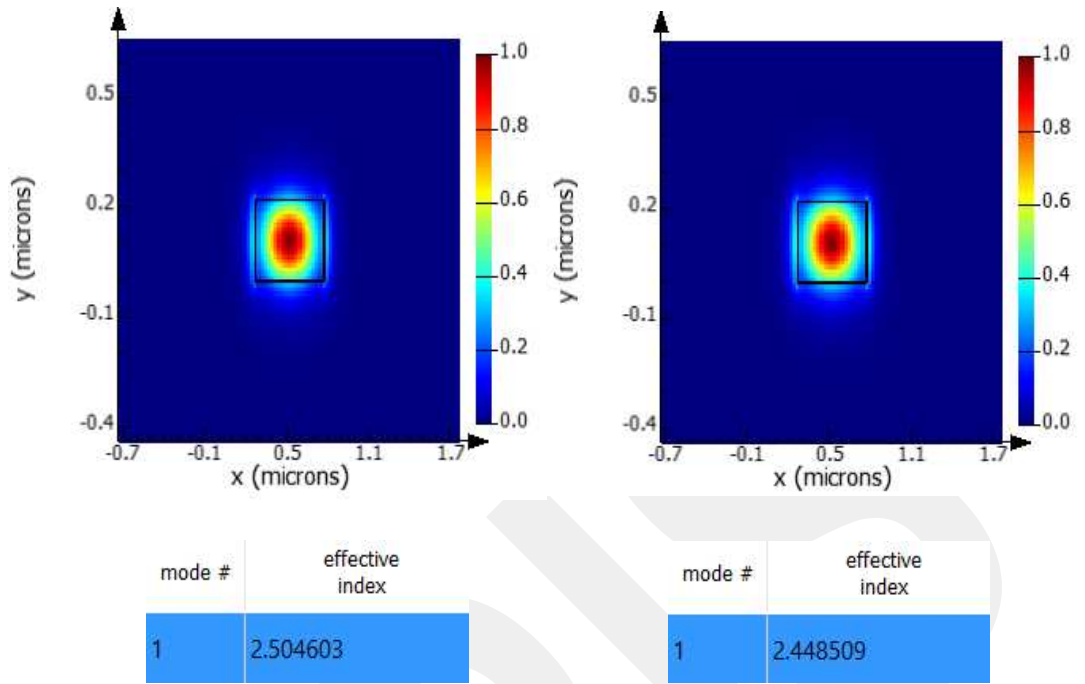 1.0
0.8
0.6
0.4
0.2
0.0
0.5
0.2
-0.1
-0.4
y (microns)
-0.7 -0.1 0.5 1.1 1.7
x (microns)
1.0
0.8
0.6
0.4
0.2
0.0
0.5
0.2
-0.1
-0.4
y (microns)
-0.7 -0.1 0.5 1.1 1.7
x (microns)
mode # effective
index
1 2.504603
mode # effective
index
1 2.448509